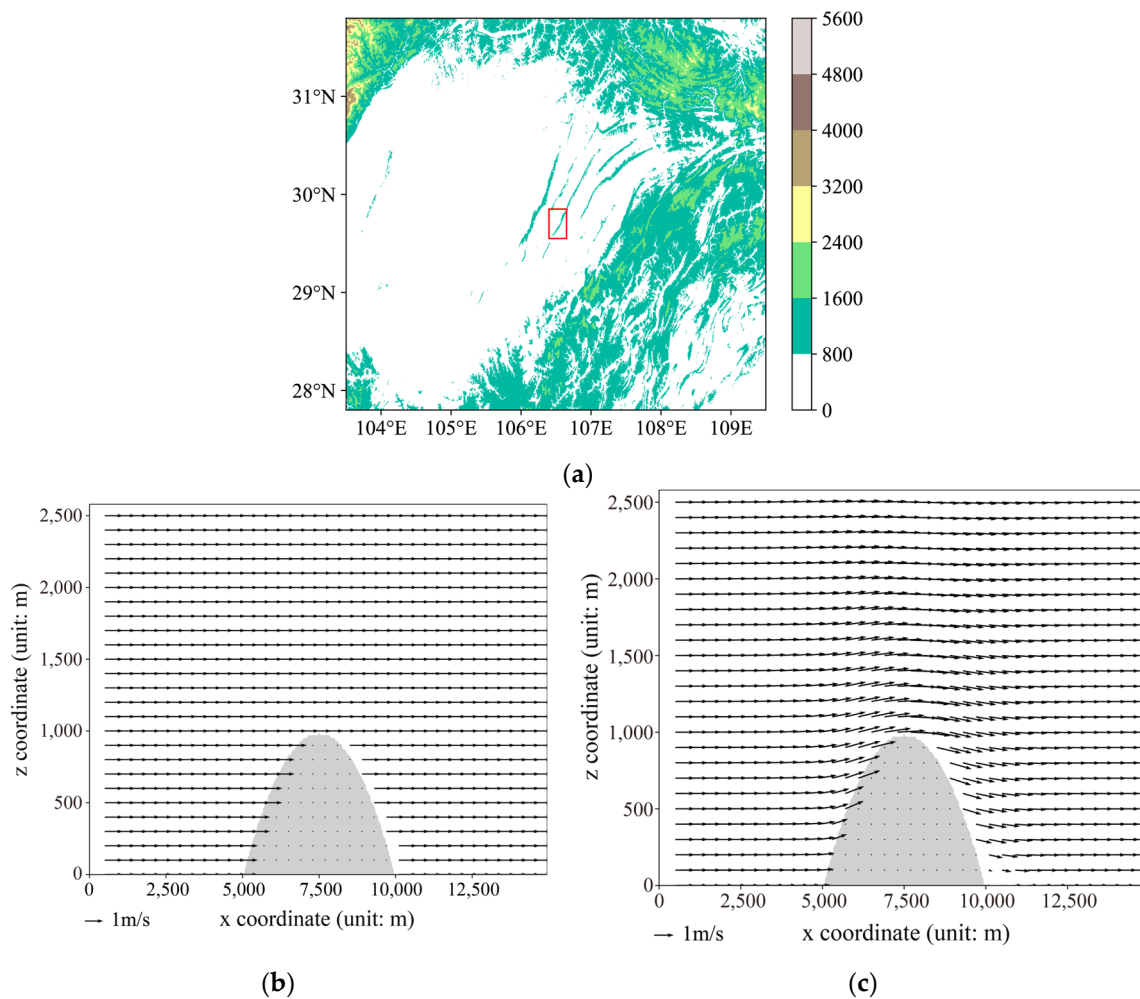 31°N
30°N
29°N
28°N
104°E 105°E 106°E 107°E 108°E 109°E
5600
4800
4000
3200
2400
1600
800
0
(a)
z coordinate (unit: m)
2,500
2,000
1,500
1,000
500
0
0 2,500 5,000 7,500 10,000 12,500
1m/s x coordinate (unit: m)
(b)
z coordinate (unit: m)
2,500
2,000
1,500
1,000
500
0
0 2,500 5,000 7,500 10,000 12,500
1m/s x coordinate (unit: m)
(c)